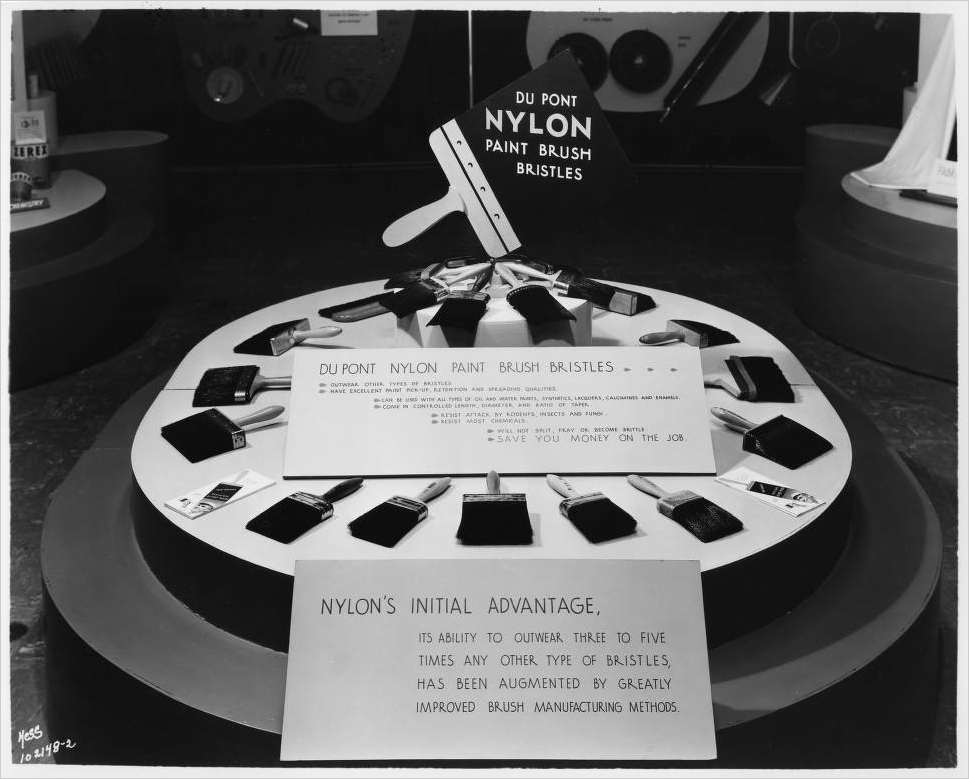 DU PONT
NYLON
PAINT BRUSH
BRISTLES
ZEREX
CHEMISTRY
DU PONT NYLON PAINT BRUSH BRISTLES
OUTWEAR OTHER TYPES OF BRISTLES.
HAVE EXCELLENT PAINT PICK-UP, RETENTION AND SPREADING QUALITIES.
CAN BE USED WITH ALL TYPES OF OIL AND WATER PAINTS, SYNTHETICS, LACQUERS, CALCIMINES AND ENAMELS.
COME IN CONTROLLED LENGTH, DIAMETER, AND RATIO OF TAPER.
RESIST ATTACK BY RODENTS, INSECTS AND FUNGI.
RESIST MOST CHEMICALS.
WILL NOT SPLIT, FRAY OR BECOME BRITTLE.
SAVE YOU MONEY ON THE JOB.
NYLON'S INITIAL ADVANTAGE,
ITS ABILITY TO OUTWEAR THREE TO FIVE
TIMES ANY OTHER TYPE OF BRISTLES,
HAS BEEN AUGMENTED BY GREATLY
IMPROVED BRUSH MANUFACTURING METHODS.
Hess
102148-2